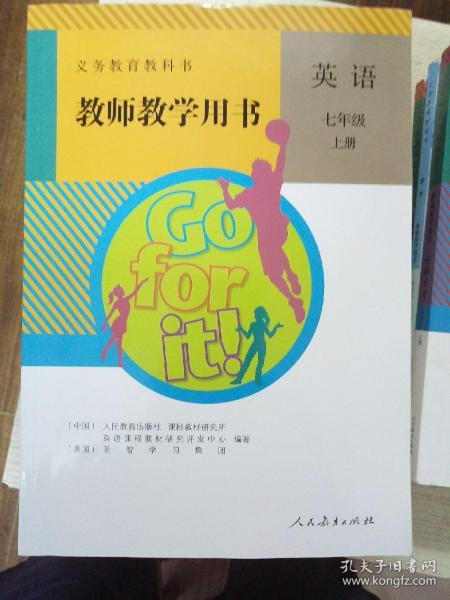 义务教育教科书
教师教学用书
英语
七年级
上册
Go
for
it!
〔中国〕人民教育出版社 课程教材研究所
英语课程教材研究开发中心 编著
〔美国〕圣智学习集团
人民教育出版社
孔夫子旧书网
www.kongfz.com